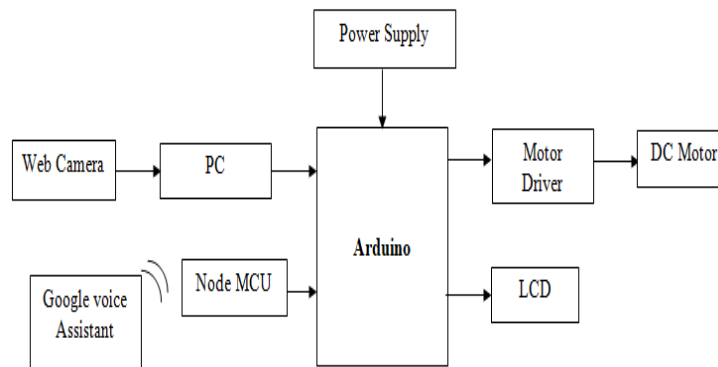 Power Supply
Web Camera
PC
Motor
Driver
DC Motor
Arduino
Node MCU
Google voice
Assistant
LCD